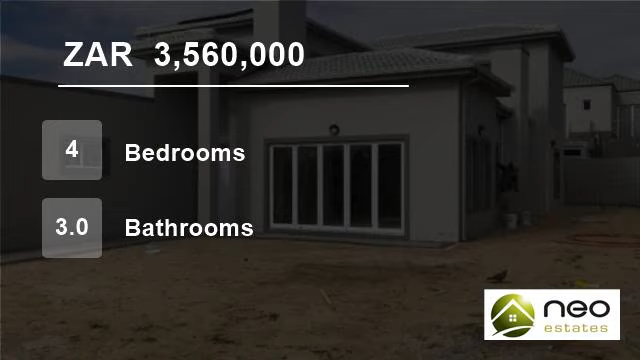 ZAR 3,560,000
4 Bedrooms
3.0 Bathrooms
neo
estates